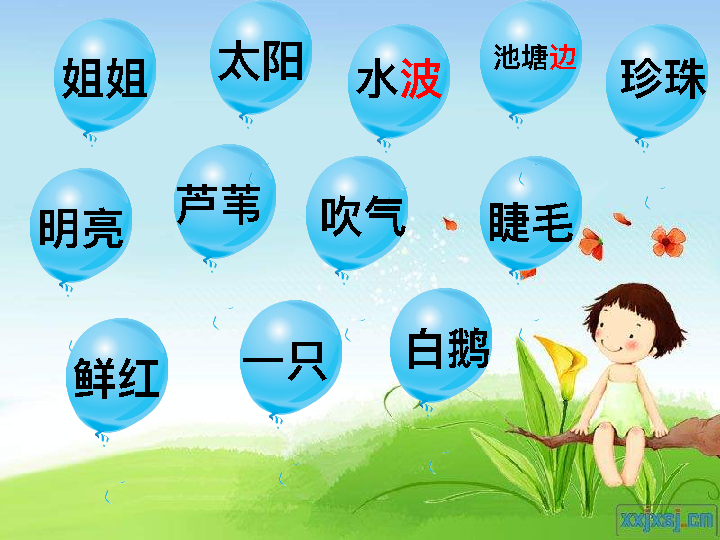 姐姐
太阳
水波
池塘边
珍珠
明亮
芦苇
吹气
睫毛
鲜红
一只
白鹅
xxjxsj.cn